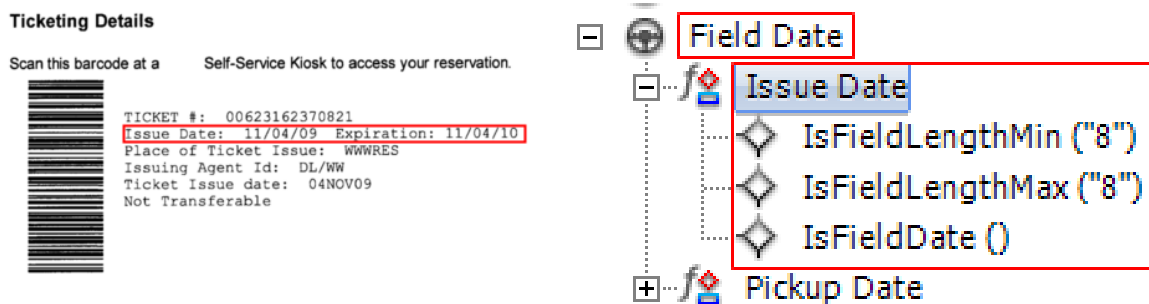 Ticketing Details
Scan this barcode at a Self-Service Kiosk to access your reservation.
TICKET #: 00623162370821
Issue Date: 11/04/09 Expiration: 11/04/10
Place of Ticket Issue: WWWRES
Issuing Agent Id: DL/WW
Ticket Issue date: 04NOV09
Not Transferable
Field Date
Issue Date
IsFieldLengthMin ("8")
IsFieldLengthMax ("8")
IsFieldDate ()
Pickup Date